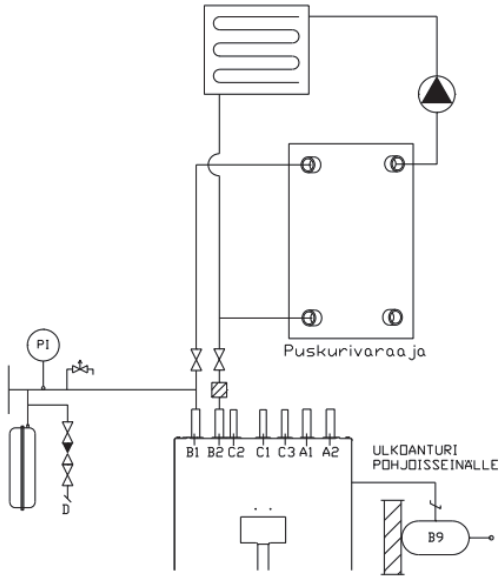 Puskurivaraaja
PI
D
B1 B2 C2 C1 C3 A1 A2
ULKOANTURI
POHJOISSEINÄLLE
B9